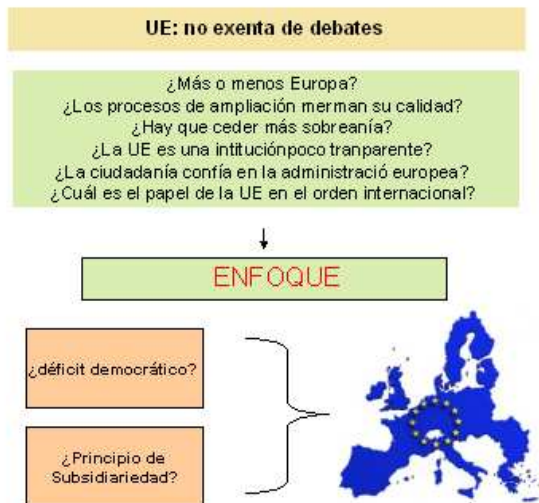 UE: no exenta de debates
¿Más o menos Europa?
¿Los procesos de ampliación merman su calidad?
¿Hay que ceder más sobreanía?
¿La UE es una intitucíónpoco tranparente?
¿La ciudadanía confía en la administració europea?
¿Cuál es el papel de la UE en el orden internacional?
ENFOQUE
¿déficit democrático?
¿Principio de
Subsidiariedad?